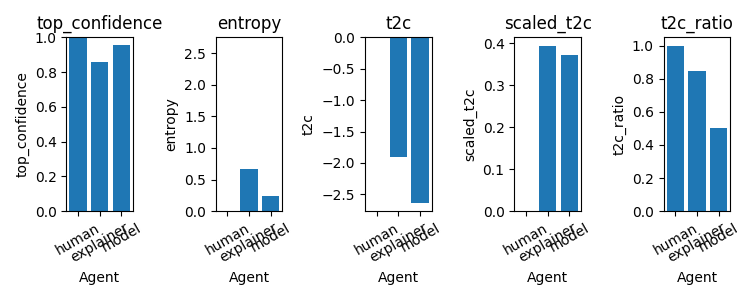 top_confidence
top_confidence
1.0
0.8
0.6
0.4
0.2
0.0
human
explainer
model
Agent
entropy
entropy
2.5
2.0
1.5
1.0
0.5
0.0
human
explainer
model
Agent
t2c
t2c
0.0
−0.5
−1.0
−1.5
−2.0
−2.5
human
explainer
model
Agent
scaled_t2c
scaled_t2c
0.4
0.3
0.2
0.1
0.0
human
explainer
model
Agent
t2c_ratio
t2c_ratio
1.0
0.8
0.6
0.4
0.2
0.0
human
explainer
model
Agent